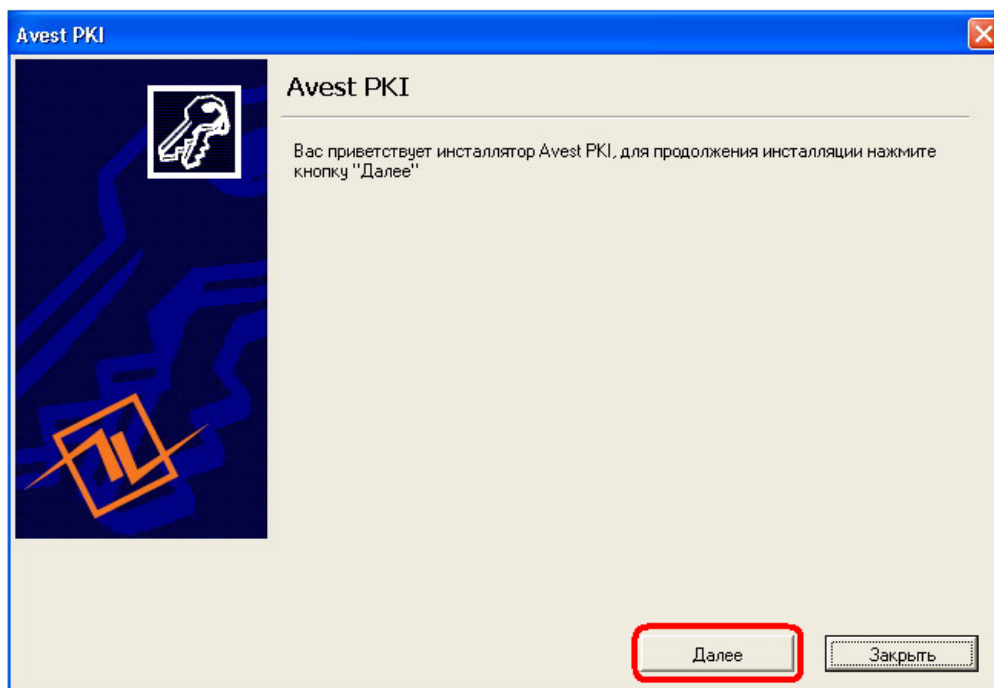 Avest PKI
Avest PKI
Вас приветствует инсталлятор Avest PKI, для продолжения инсталляции нажмите
кнопку "Далее"
Далее
Закрыть